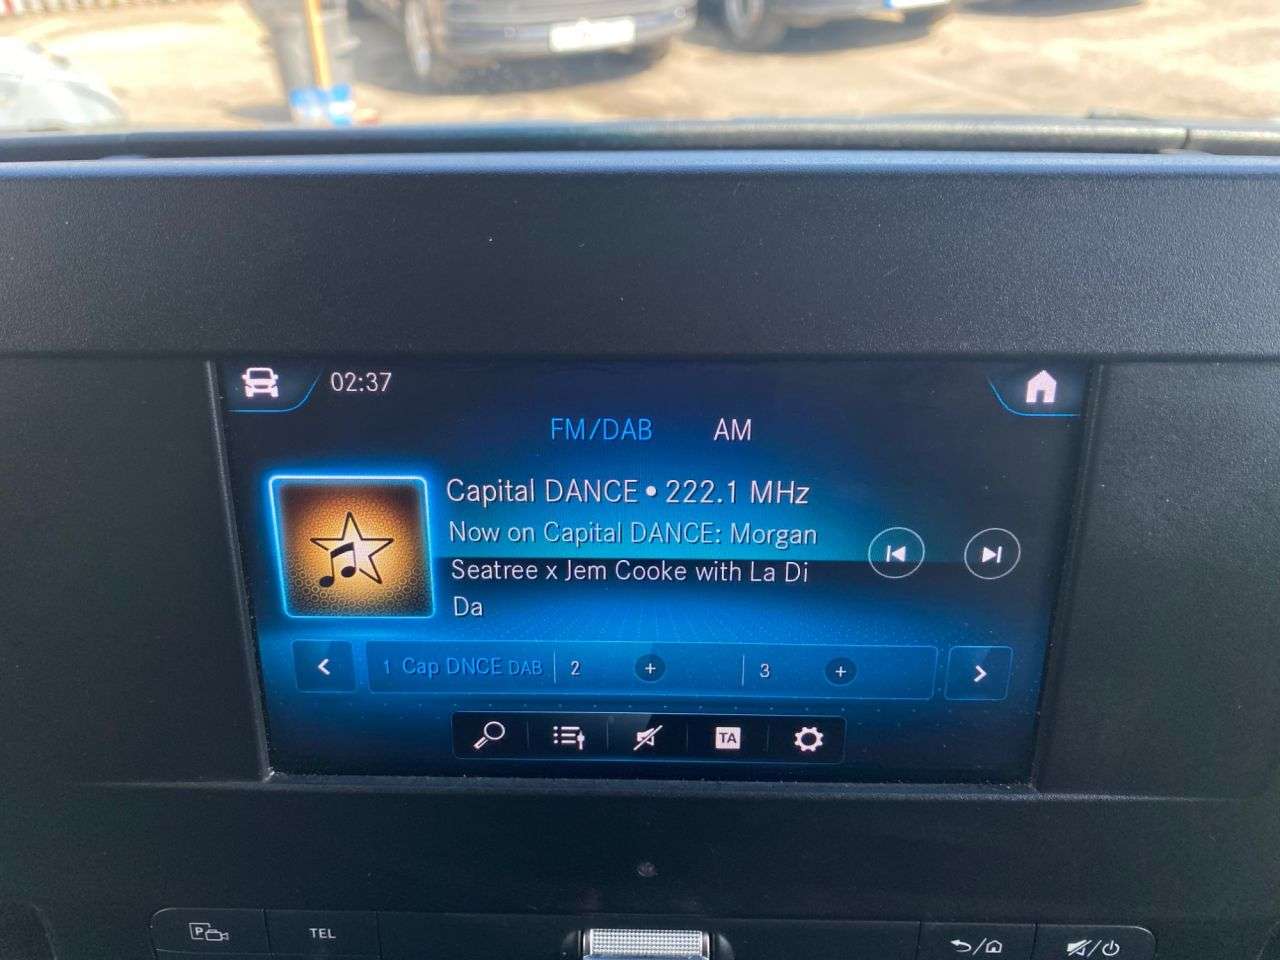 02:37
FM/DAB AM
Capital DANCE • 222.1 MHz
Now on Capital DANCE: Morgan
Seatree x Jem Cooke with La Di
Da
1 Cap DNCE DAB 2 + 3 +
TA
P TEL